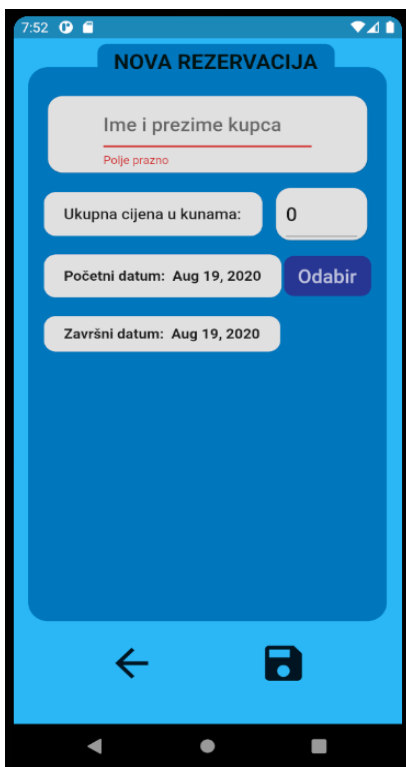 7:52
NOVA REZERVACIJA
Ime i prezime kupca
Polje prazno
Ukupna cijena u kunama: 0
Početni datum: Aug 19, 2020 Odabir
Završni datum: Aug 19, 2020